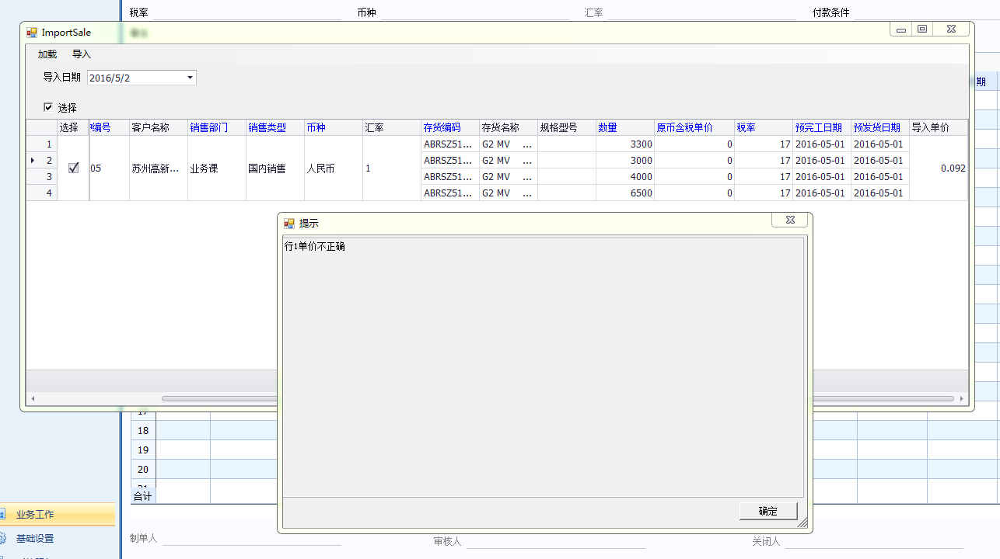 税率 币种 汇率 付款条件
ImportSale
加载 导入
导入日期 2016/5/2
期
选择
选择 编号 客户名称 销售部门 销售类型 币种 汇率 存货编码 存货名称 规格型号 数量 原币含税单价 税率 预完工日期 预发货日期 导入单价
1 ABRSZ51... G2 MV ... 3300 0 17 2016-05-01 2016-05-01
2 05 苏州高新... 业务课 国内销售 人民币 1 ABRSZ51... G2 MV ... 3000 0 17 2016-05-01 2016-05-01 0.092
3 ABRSZ51... G2 MV ... 4000 0 17 2016-05-01 2016-05-01
4 ABRSZ51... G2 MV ... 6500 0 17 2016-05-01 2016-05-01
提示
行1单价不正确
确定
17
18
19
20
21
合计
业务工作
基础设置
制单人 审核人 关闭人